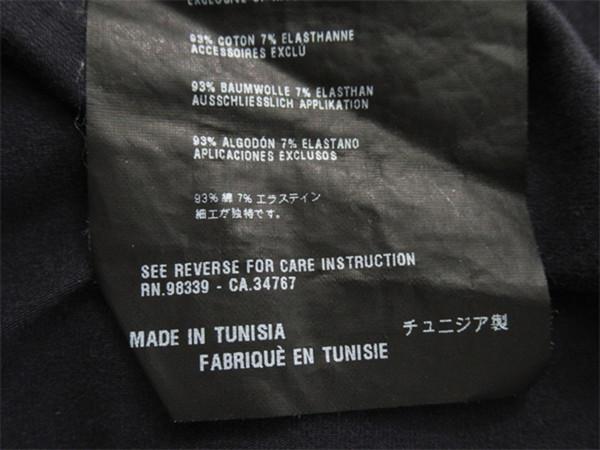 93% COTON 7% ELASTHANNE
ACCESSOIRES EXCLU
93% BAUMWOLLE 7% ELASTHAN
AUSSCHLIESSLICH APPLIKATION
93% ALGODÓN 7% ELASTANO
APLICACIONES EXCLUSOS
93% 綿 7% エラステイン
細工が独特です。
SEE REVERSE FOR CARE INSTRUCTION
RN.98339 - CA.34767
MADE IN TUNISIA
チュニジア製
FABRIQUÈ EN TUNISIE